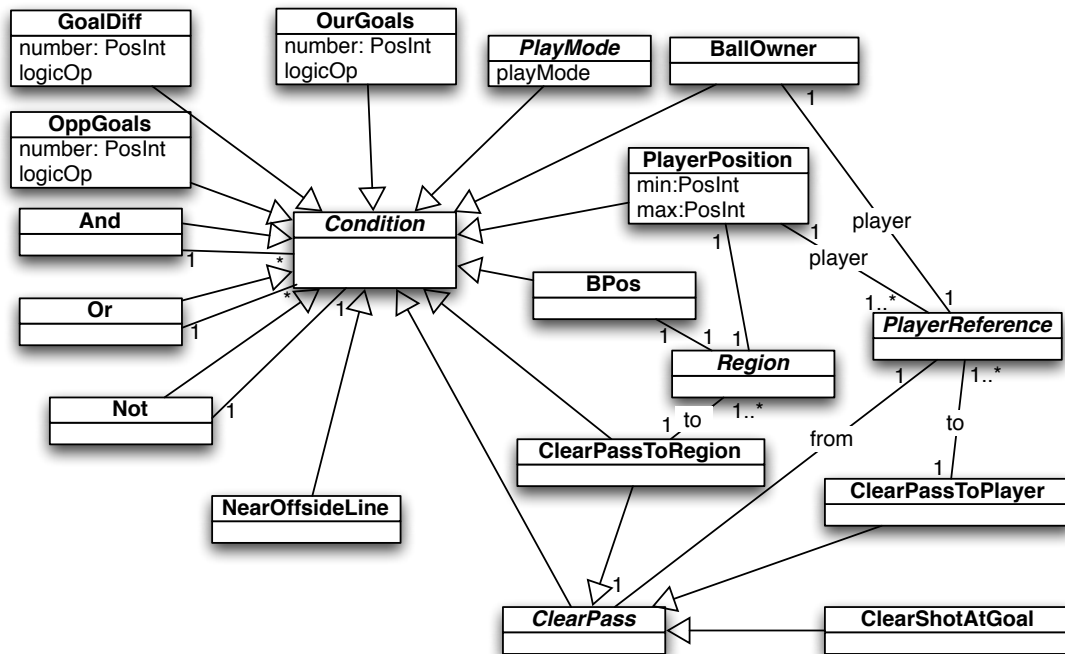 GoalDiff
number: PosInt
logicOp
OurGoals
number: PosInt
logicOp
PlayMode
playMode
BallOwner
1
OppGoals
number: PosInt
logicOp
PlayerPosition
min:PosInt
max:PosInt
And
1
*
Condition
1
1
player
player
Or
1
*
BPos
1
1
1
1..*
1
PlayerReference
1
1..*
Region
1..*
1
to
Not
1
1
ClearPassToRegion
from
to
1
ClearPassToPlayer
NearOffsideLine
1
ClearPass
ClearShotAtGoal